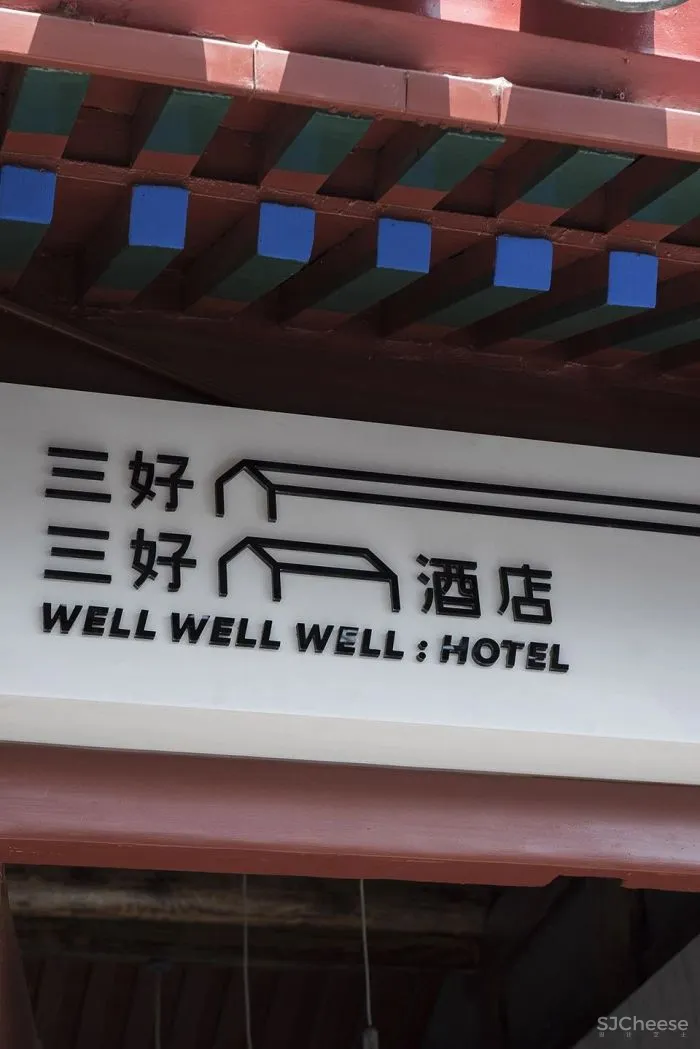 三好
三好 酒店
WELL WELL WELL : HOTEL
SJCheese